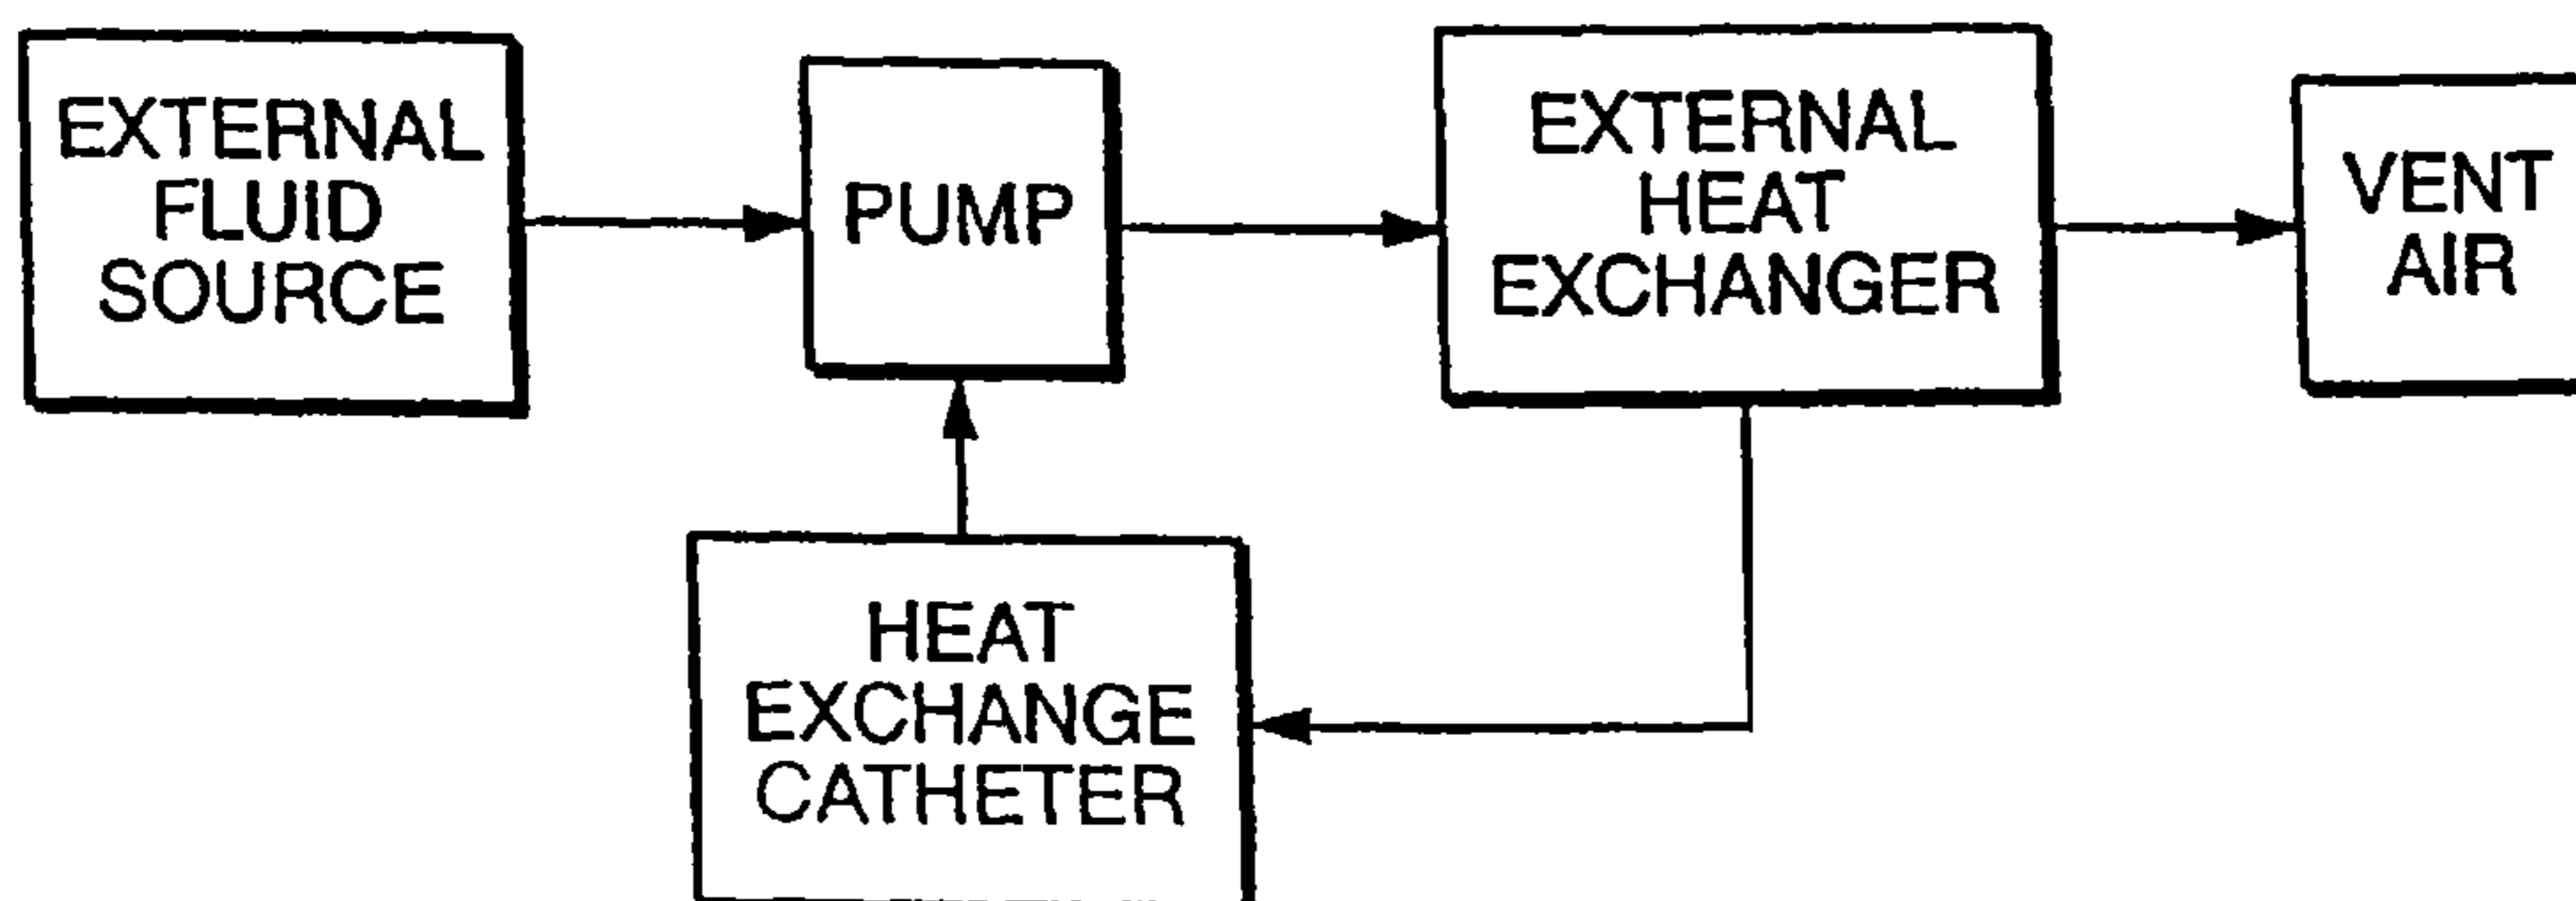 EXTERNAL
FLUID
SOURCE
PUMP
EXTERNAL
HEAT
EXCHANGER
VENT
AIR
HEAT
EXCHANGE
CATHETER